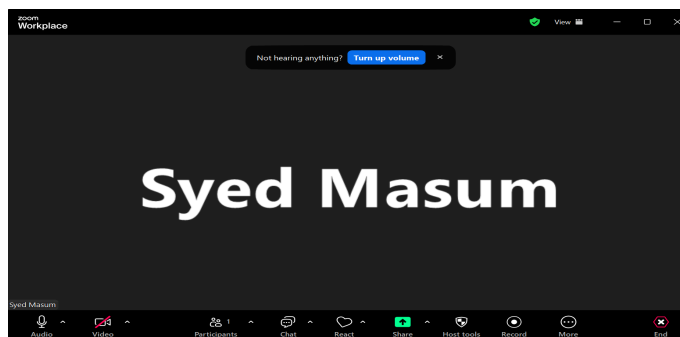 zoom
Workplace
View
Not hearing anything? Turn up volume
Syed Masum
Syed Masum
1
Audio Video Participants Chat React Share Host tools Record More End